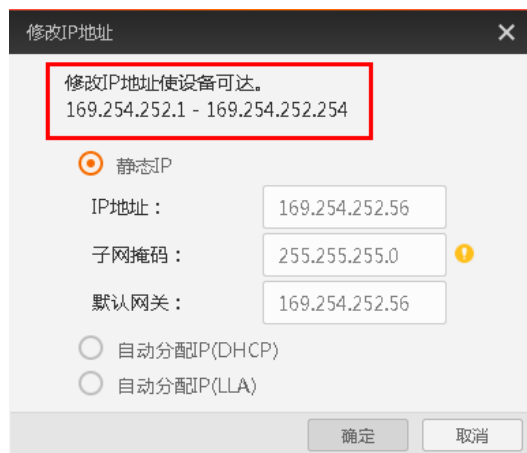 修改IP地址
修改IP地址使设备可达。
169.254.252.1 - 169.254.252.254
静态IP
IP地址： 169.254.252.56
子网掩码： 255.255.255.0
默认网关： 169.254.252.56
自动分配IP(DHCP)
自动分配IP(LLA)
确定 取消